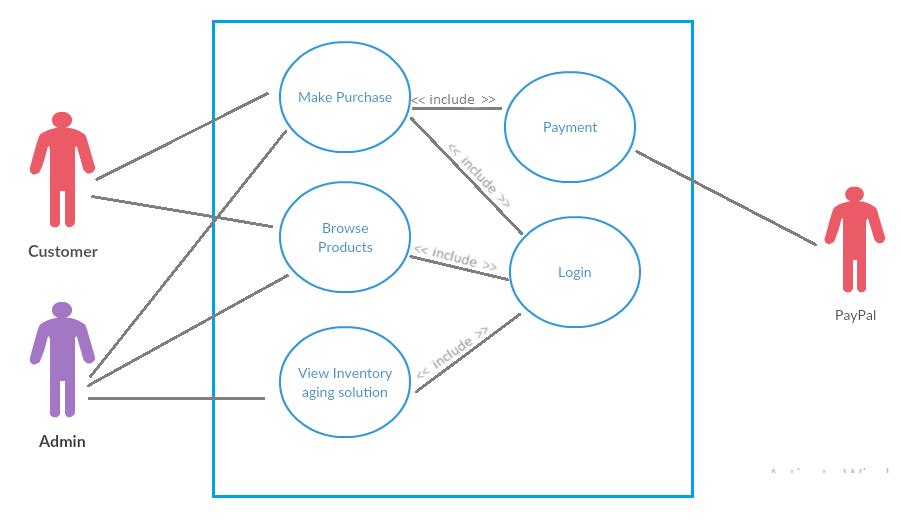 Make Purchase
<< include >>
Payment
<< include >>
Customer
Browse
Products
<< include >>
Login
PayPal
View Inventory
aging solution
<< include >>
Admin